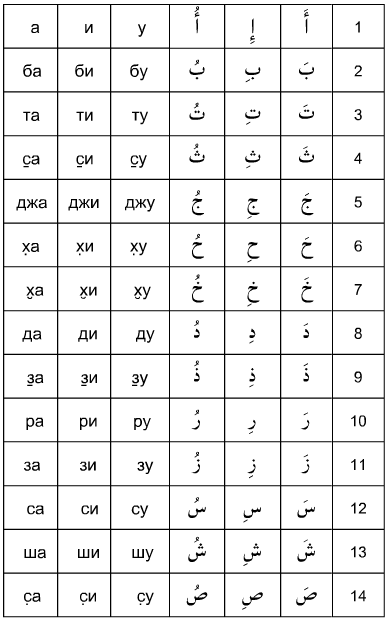 а и у أُ إِ أَ 1
ба би бу بُ بِ بَ 2
та ти ту تُ تِ تَ 3
с̱а с̱и с̱у ثُ ثِ ثَ 4
джа джи джу جُ جِ جَ 5
х̣а х̣и х̣у حُ حِ حَ 6
х̮а х̮и х̮у خُ خِ خَ 7
да ди ду دُ دِ دَ 8
з̱а з̱и з̱у ذُ ذِ ذَ 9
ра ри ру رُ رِ رَ 10
за зи зу زُ زِ زَ 11
са си су سُ سِ سَ 12
ша ши шу شُ شِ شَ 13
с̣а с̣и с̣у صُ صِ صَ 14